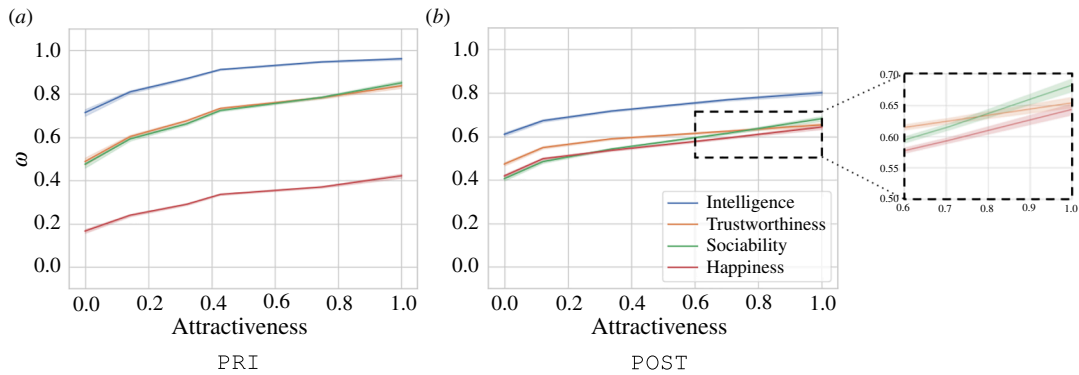 (a)
(b)
ω
1.0
0.8
0.6
0.4
0.2
0.0
0.0 0.2 0.4 0.6 0.8 1.0
Attractiveness
PRI
1.0
0.8
0.6
0.4
0.2
0.0
0.0 0.2 0.4 0.6 0.8 1.0
Attractiveness
POST
Intelligence
Trustworthiness
Sociability
Happiness
0.70
0.65
0.60
0.55
0.50
0.6 0.7 0.8 0.9 1.0